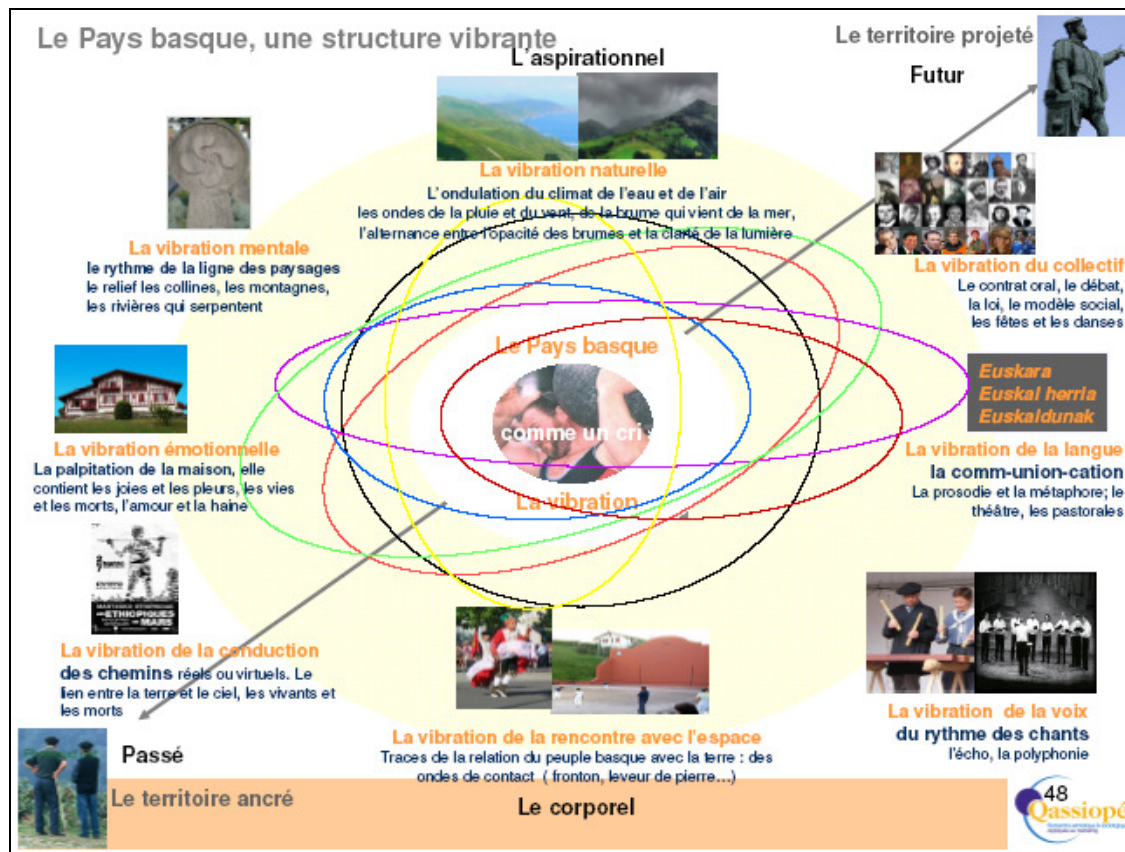 Le Pays basque, une structure vibrante
L'aspirationnel
Le territoire projeté
Futur
La vibration naturelle
L'ondulation du climat de l'eau et de l'air
les ondes de la pluie et du vent, de la brume qui vient de la mer,
l'alternance entre l'opacité des brumes et la clarté de la lumière
La vibration mentale
le rythme de la ligne des paysages
le relief les collines, les montagnes,
les rivières qui serpentent
La vibration du collectif
Le contrat oral, le débat,
la loi, le modèle social,
les fêtes et les danses
Le Pays basque
comme un cri
La vibration
Euskara
Euskal herria
Euskaldunak
La vibration émotionnelle
La palpitation de la maison, elle
contient les joies et les pleurs, les vies
et les morts, l'amour et la haine
La vibration de la langue
la comm-union-cation
La prosodie et la métaphore; le
théâtre, les pastorales
ETHIOPIQUES
MARS
La vibration de la conduction
des chemins réels ou virtuels. Le
lien entre la terre et le ciel, les vivants et
les morts
La vibration de la rencontre avec l'espace
Traces de la relation du peuple basque avec la terre : des
ondes de contact ( fronton, leveur de pierre…)
La vibration de la voix
du rythme des chants
l'écho, la polyphonie
Passé
Le territoire ancré
Le corporel
48
Qassiopé